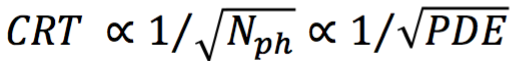 CRT ∝ 1/√N_ph ∝ 1/√PDE